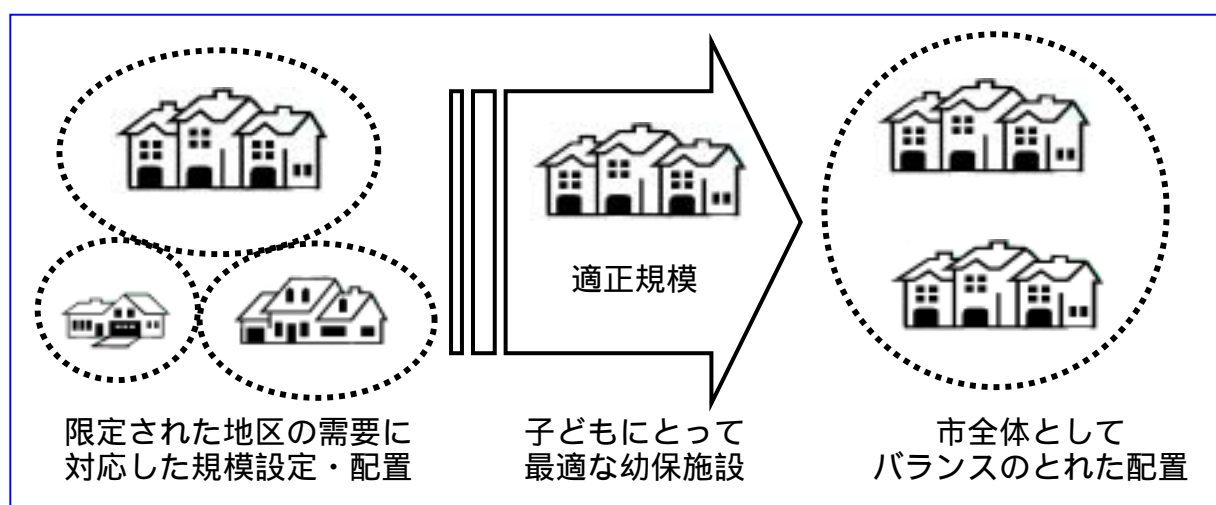 適正規模
限定された地区の需要に
対応した規模設定・配置
子どもにとって
最適な幼保施設
市全体として
バランスのとれた配置